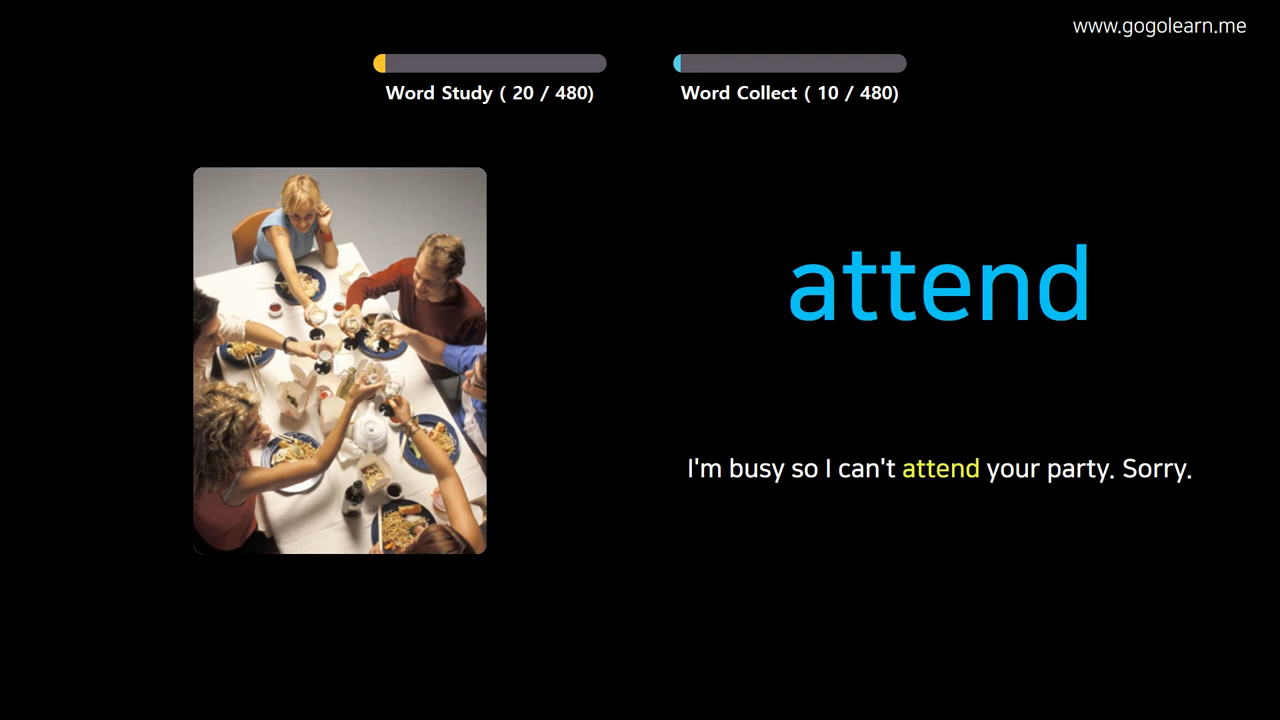 www.gogolearn.me
Word Study ( 20 / 480)
Word Collect ( 10 / 480)
attend
I'm busy so I can't attend your party. Sorry.